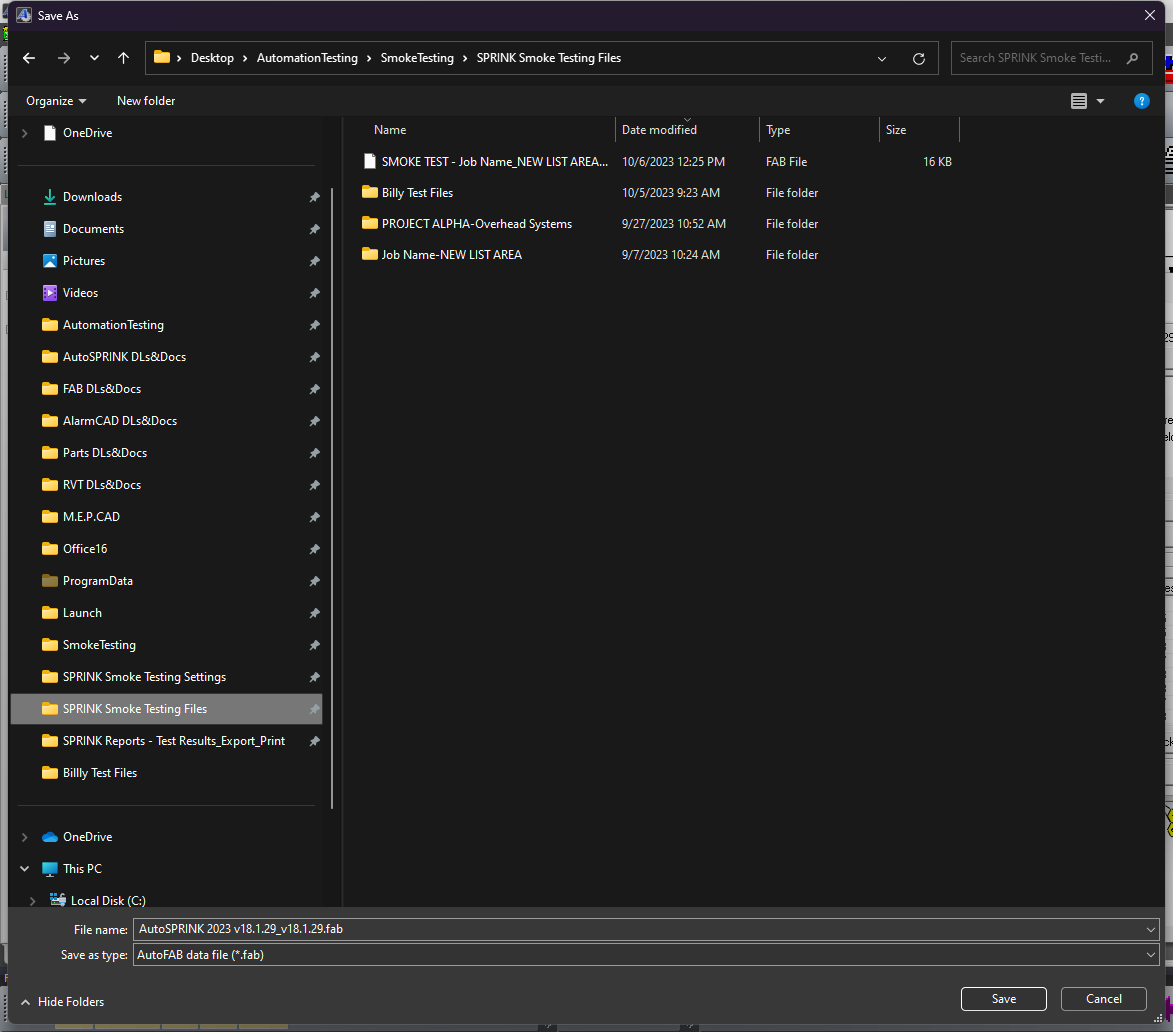 Save As
Desktop > AutomationTesting > SmokeTesting > SPRINK Smoke Testing Files
Search SPRINK Smoke Testi...
Organize
New folder
?
OneDrive
Downloads
Documents
Pictures
Videos
AutomationTesting
AutoSPRINK DLs&Docs
FAB DLs&Docs
AlarmCAD DLs&Docs
Parts DLs&Docs
RVT DLs&Docs
M.E.P.CAD
Office16
ProgramData
Launch
SmokeTesting
SPRINK Smoke Testing Settings
SPRINK Smoke Testing Files
SPRINK Reports - Test Results_Export_Print
Billly Test Files
OneDrive
This PC
Local Disk (C:)
Name Date modified Type Size
SMOKE TEST - Job Name_NEW LIST AREA... 10/6/2023 12:25 PM FAB File 16 KB
Billy Test Files 10/5/2023 9:23 AM File folder
PROJECT ALPHA-Overhead Systems 9/27/2023 10:52 AM File folder
Job Name-NEW LIST AREA 9/7/2023 10:24 AM File folder
File name: AutoSPRINK 2023 v18.1.29_v18.1.29.fab
Save as type: AutoFAB data file (*.fab)
Hide Folders
Save
Cancel